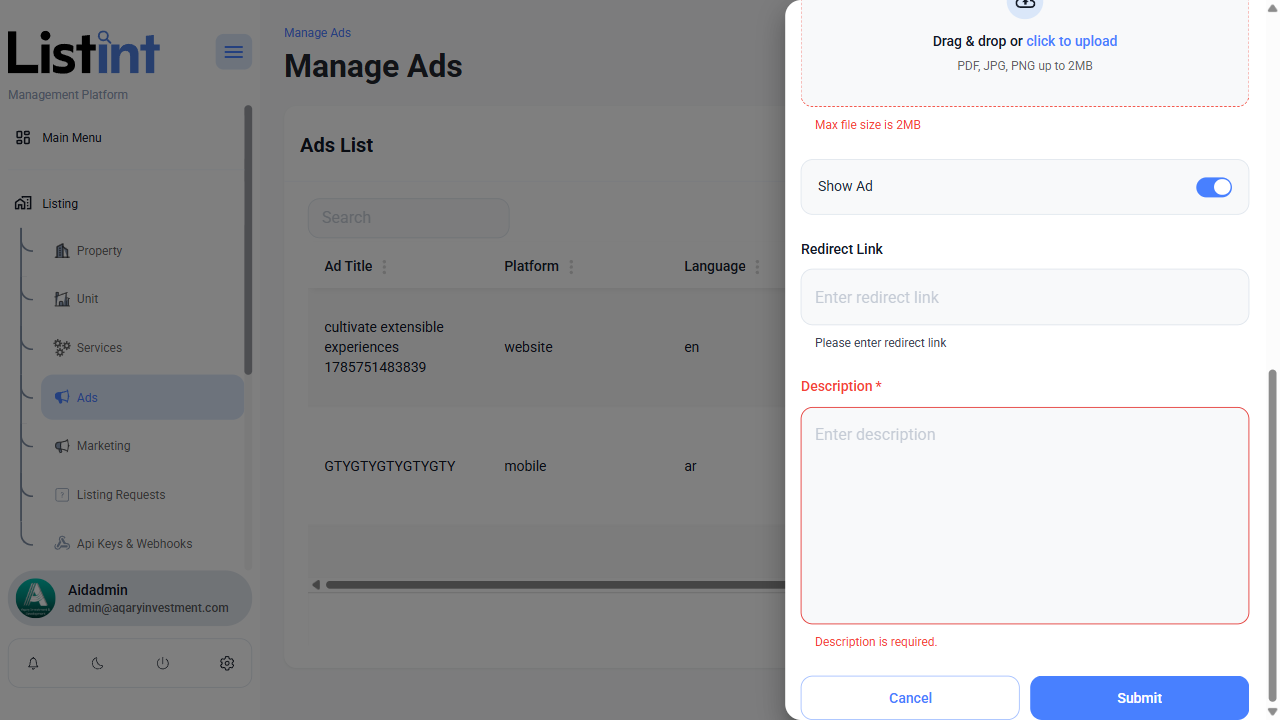 Listint
Management Platform
Main Menu
Listing
Property
Unit
Services
Ads
Marketing
Listing Requests
Api Keys & Webhooks
Aidadmin
admin@aqaryinvestment.com
Manage Ads
Manage Ads
Ads List
Search
Ad Title
Platform
Language
cultivate extensible
experiences
1785751483839
website
en
GTYGTYGTYGTYGTY
mobile
ar
Drag & drop or click to upload
PDF, JPG, PNG up to 2MB
Max file size is 2MB
Show Ad
Redirect Link
Enter redirect link
Please enter redirect link
Description *
Enter description
Description is required.
Cancel
Submit